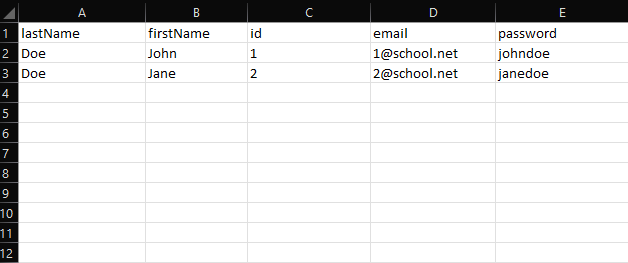 A B C D E
1 lastName firstName id email password
2 Doe John 1 1@school.net johndoe
3 Doe Jane 2 2@school.net janedoe
4
5
6
7
8
9
10
11
12